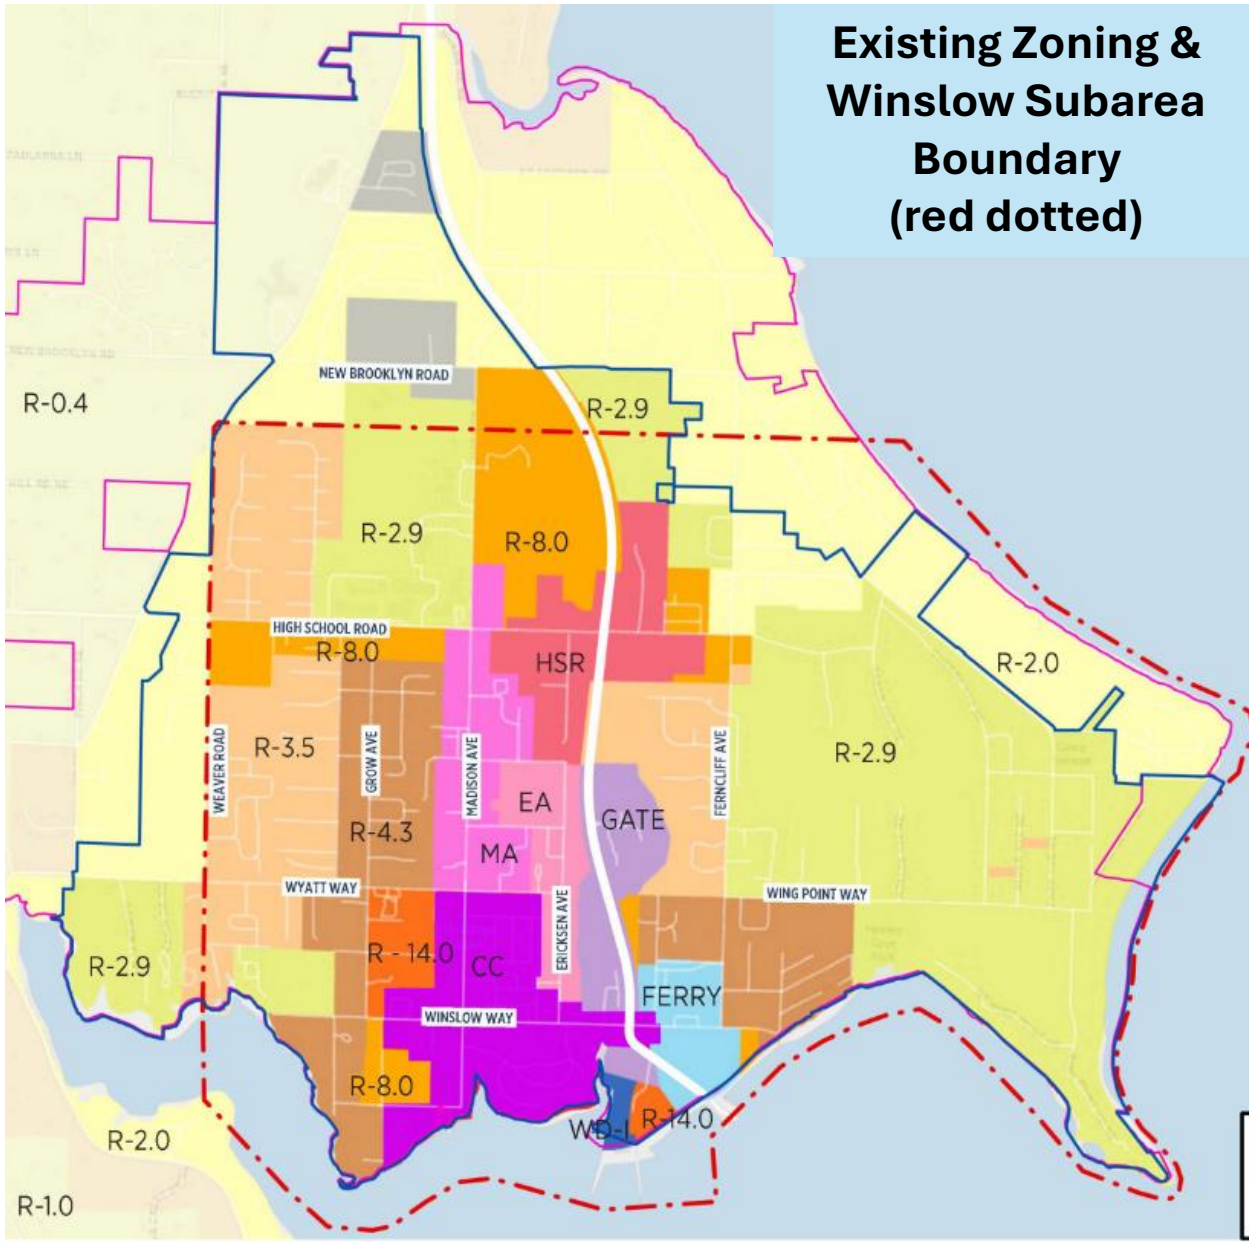 Existing Zoning &
Winslow Subarea
Boundary
(red dotted)
NEW BROOKLYN ROAD
R-0.4
R-2.9
R-2.9
R-8.0
HIGH SCHOOL ROAD
R-8.0
HSR
R-2.0
WEAVER ROAD
R-3.5
GROW AVE
MADISON AVE
FERNCLIFF AVE
R-2.9
EA
GATE
R-4.3
MA
WYATT WAY
WING POINT WAY
ERICKSEN AVE
R-2.9
R - 14.0
CC
FERRY
WINSLOW WAY
R-8.0
R-14.0
R-2.0
R-1.0